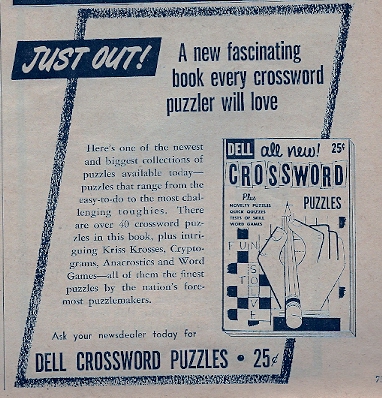 JUST OUT!
A new fascinating
book every crossword
puzzler will love
Here's one of the newest
and biggest collections of
puzzles available today—
puzzles that range from the
easy-to-do to the most chal-
lenging toughies. There
are over 40 crossword puz-
zles in this book, plus intri-
guing Kriss Krosses, Crypto-
grams, Anacrostics and Word
Games—all of them the finest
puzzles by the nation's fore-
most puzzlemakers.
DELL all new! 25¢
CROSSWORD
Plus
NOVELTY PUZZLES
QUICK QUIZZES
TESTS OF SKILL
WORD GAMES
PUZZLES
FUN
TO
SOLVE
Ask your newsdealer today for
DELL CROSSWORD PUZZLES • 25¢